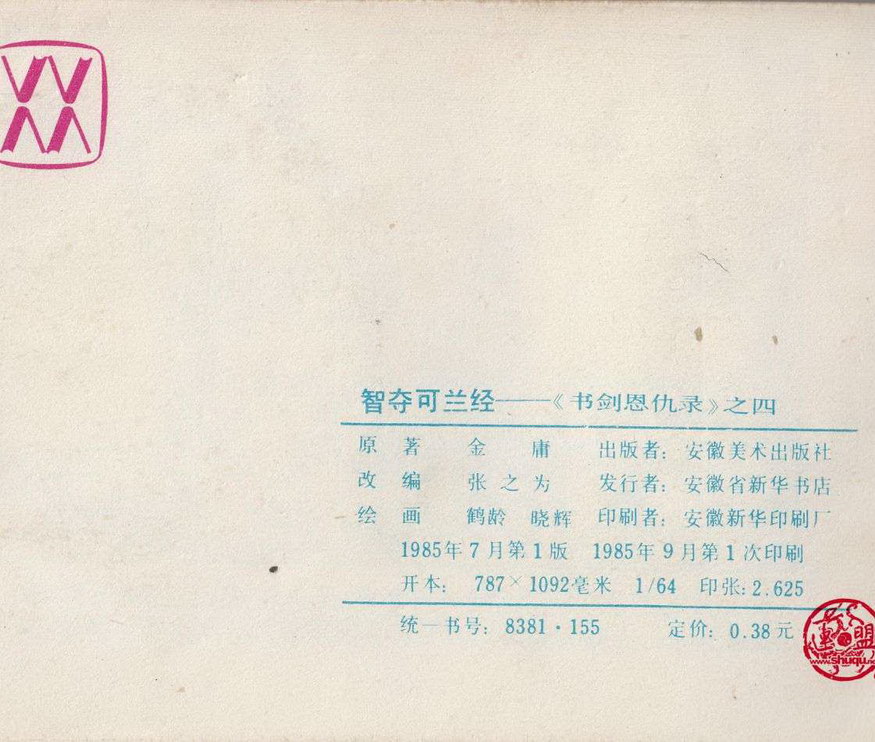 智夺可兰经——《书剑恩仇录》之四
原 著 金 庸 出版者：安徽美术出版社
改 编 张之为 发行者：安徽省新华书店
绘 画 鹤龄 晓辉 印刷者：安徽新华印刷厂
1985年7月第1版 1985年9月第1次印刷
开本： 787×1092毫米 1/64 印张：2.625
统一书号：8381·155 定价：0.38元
連盟
www.shuqu.n